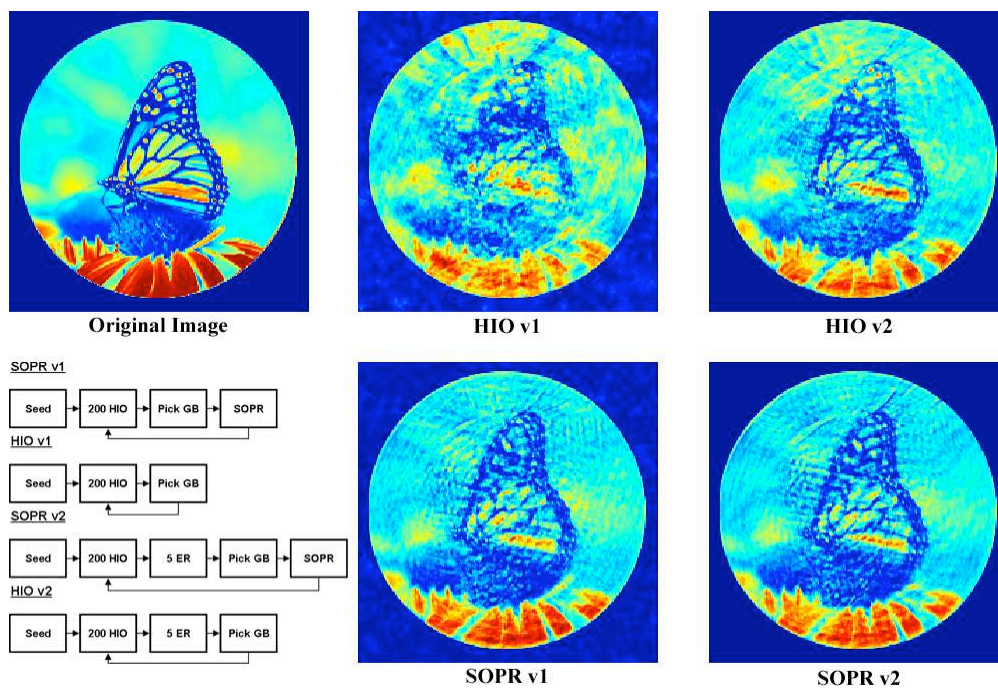 Original Image
HIO v1
HIO v2
SOPR v1
Seed 200 HIO Pick GB SOPR
HIO v1
Seed 200 HIO Pick GB
SOPR v2
Seed 200 HIO 5 ER Pick GB SOPR
HIO v2
Seed 200 HIO 5 ER Pick GB
SOPR v1
SOPR v2